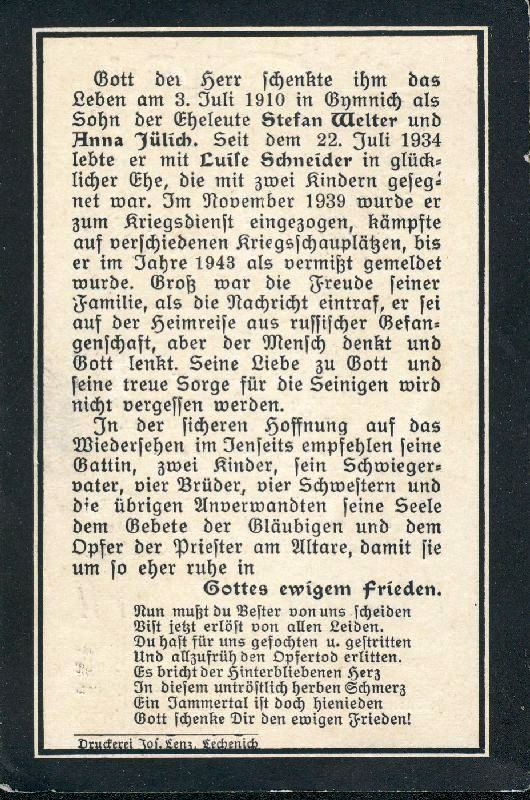 Gott der Herr schenkte ihm das
Leben am 3. Juli 1910 in Gymnich als
Sohn der Eheleute Stefan Welter und
Anna Jülich. Seit dem 22. Juli 1934
lebte er mit Luise Schneider in glück-
licher Ehe, die mit zwei Kindern geseg-
net war. Im November 1939 wurde er
zum Kriegsdienst eingezogen, kämpfte
auf verschiedenen Kriegsschauplätzen, bis
er im Jahre 1943 als vermißt gemeldet
wurde. Groß war die Freude seiner
Familie, als die Nachricht eintraf, er sei
auf der Heimreise aus russischer Gefan-
genschaft, aber der Mensch denkt und
Gott lenkt. Seine Liebe zu Gott und
seine treue Sorge für die Seinigen wird
nicht vergessen werden.
In der sicheren Hoffnung auf das
Wiedersehen im Jenseits empfehlen seine
Gattin, zwei Kinder, sein Schwieger-
vater, vier Brüder, vier Schwestern und
die übrigen Anverwandten seine Seele
dem Gebete der Gläubigen und dem
Opfer der Priester am Altare, damit sie
um so eher ruhe in
Gottes ewigem Frieden.
Nun mußt du Bester von uns scheiden
Bist jetzt erlöst von allen Leiden.
Du hast für uns gefochten u. gestritten
Und allzufrüh den Opfertod erlitten.
Es bricht der Hinterbliebenen Herz
In diesem untröstlich herben Schmerz
Ein Jammertal ist doch hienieden
Gott schenke Dir den ewigen Frieden!
Druckerei Jos. Lenz, Lechenich